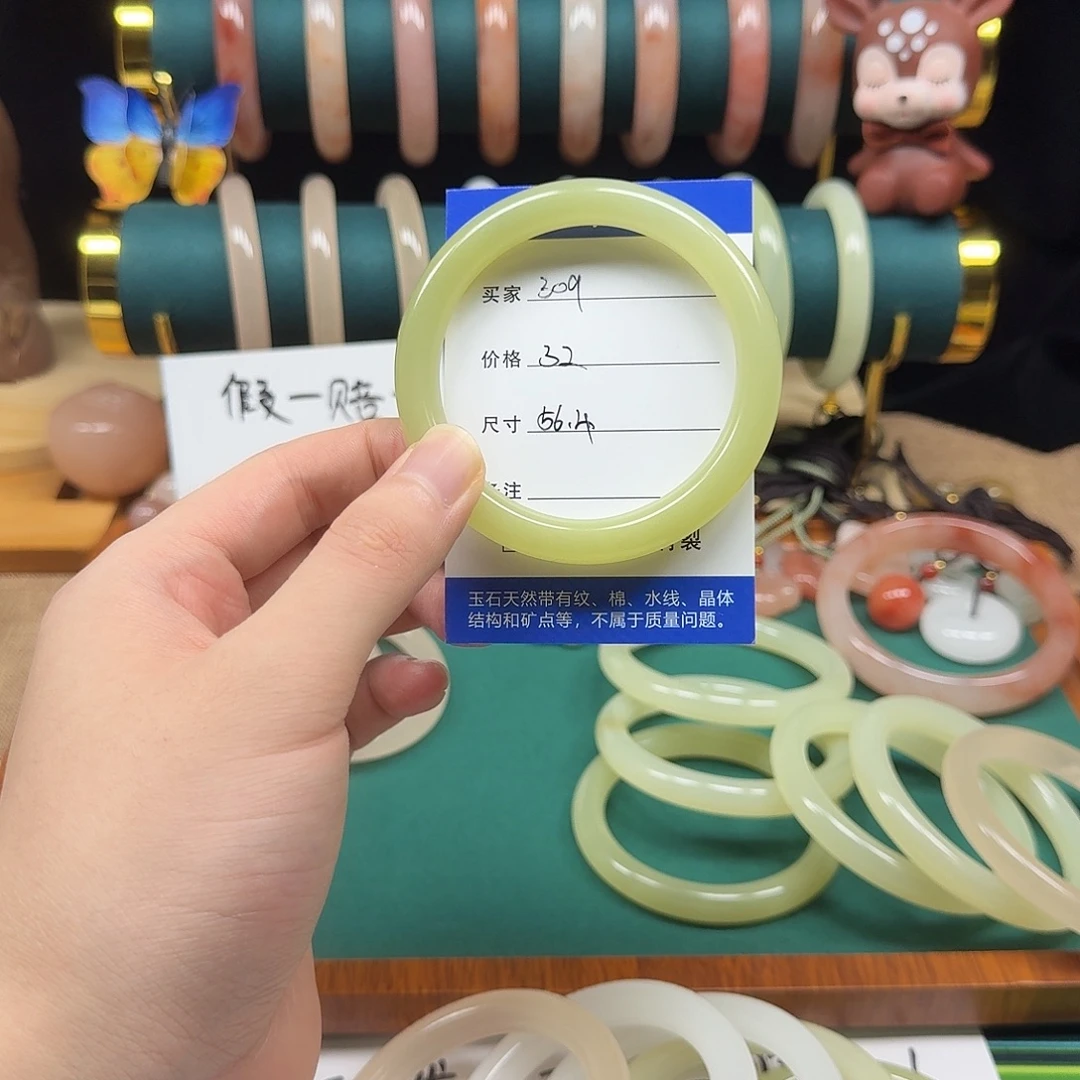 买家 309
价格 32
尺寸 56.4
注
裂
玉石天然带有纹、棉、水线、晶体
结构和矿点等，不属于质量问题。
假一赔